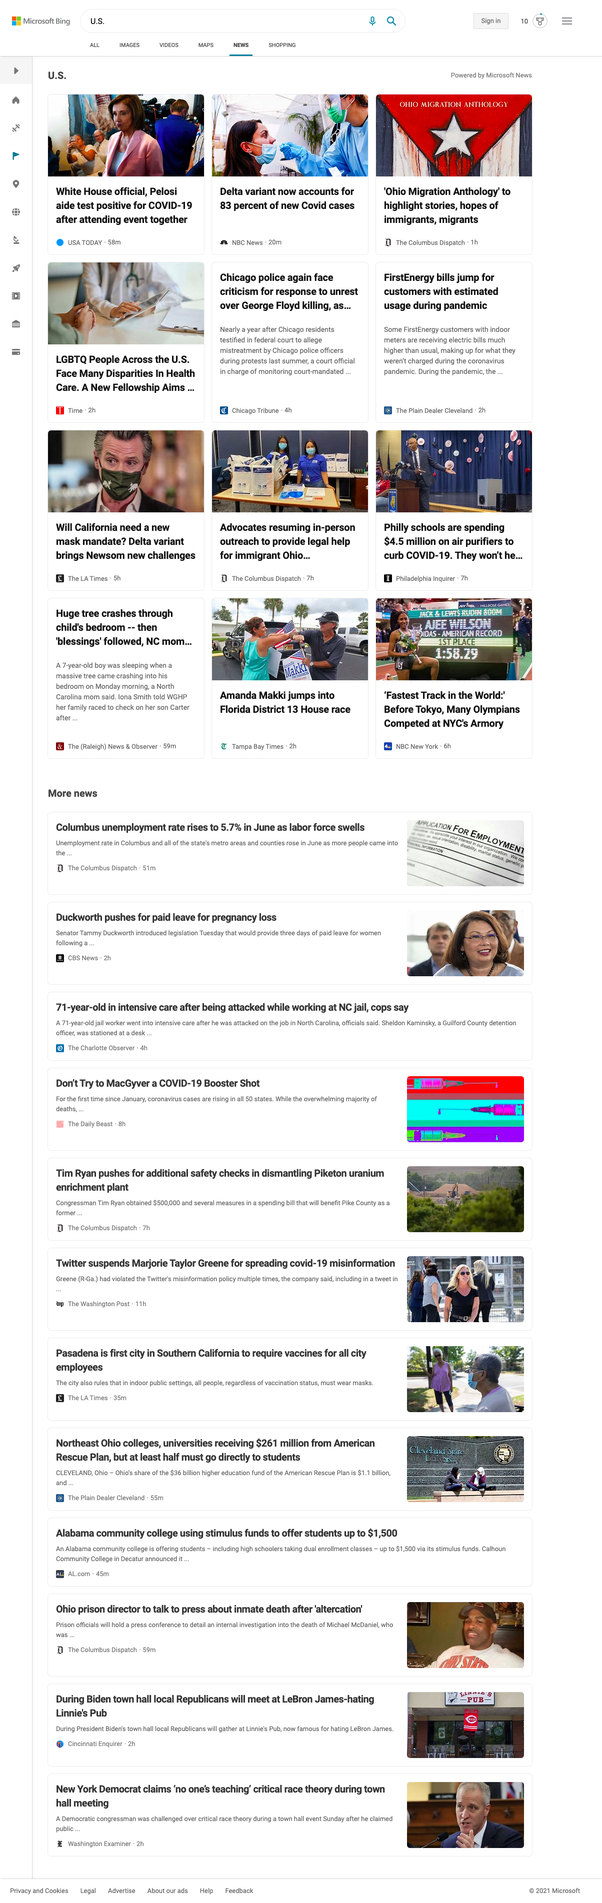 Microsoft Bing
U.S.
Sign in
10
ALL IMAGES VIDEOS MAPS NEWS SHOPPING
U.S.
Powered by Microsoft News
White House official, Pelosi
aide test positive for COVID-19
after attending event together
USA TODAY · 58m
Delta variant now accounts for
83 percent of new Covid cases
NBC News · 20m
OHIO MIGRATION ANTHOLOGY
'Ohio Migration Anthology' to
highlight stories, hopes of
immigrants, migrants
The Columbus Dispatch · 1h
LGBTQ People Across the U.S.
Face Many Disparities In Health
Care. A New Fellowship Aims ...
Time · 2h
Chicago police again face
criticism for response to unrest
over George Floyd killing, as...
Nearly a year after Chicago residents
testified in federal court to allege
mistreatment by Chicago police officers
during protests last summer, a court official
in charge of monitoring court-mandated ...
Chicago Tribune · 4h
FirstEnergy bills jump for
customers with estimated
usage during pandemic
Some FirstEnergy customers with indoor
meters are receiving electric bills much
higher than usual, making up for what they
weren't charged during the coronavirus
pandemic. During the pandemic, the ...
The Plain Dealer Cleveland · 2h
Will California need a new
mask mandate? Delta variant
brings Newsom new challenges
The LA Times · 5h
Advocates resuming in-person
outreach to provide legal help
for immigrant Ohio...
The Columbus Dispatch · 7h
Philly schools are spending
$4.5 million on air purifiers to
curb COVID-19. They won't he...
Philadelphia Inquirer · 7h
Huge tree crashes through
child's bedroom -- then
'blessings' followed, NC mom...
A 7-year-old boy was sleeping when a
massive tree came crashing into his
bedroom on Monday morning, a North
Carolina mom said. Iona Smith told WGHP
her family raced to check on her son Carter
after ...
The (Raleigh) News & Observer · 59m
Makki
Amanda Makki jumps into
Florida District 13 House race
Tampa Bay Times · 2h
JACK & LEWIS RUDIN 800M
AJEE WILSON
ADIDAS - AMERICAN RECORD
1ST PLACE
1:58.29
'Fastest Track in the World:'
Before Tokyo, Many Olympians
Competed at NYC's Armory
NBC New York · 6h
More news
Columbus unemployment rate rises to 5.7% in June as labor force swells
Unemployment rate in Columbus and all of the state's metro areas and counties rose in June as more people came into
the ...
The Columbus Dispatch · 51m
APPLICATION FOR EMPLOYMENT
Duckworth pushes for paid leave for pregnancy loss
Senator Tammy Duckworth introduced legislation Tuesday that would provide three days of paid leave for women
following a ...
CBS News · 2h
71-year-old in intensive care after being attacked while working at NC jail, cops say
A 71-year-old jail worker went into intensive care after he was attacked on the job in North Carolina, officials said. Sheldon Kaminsky, a Guilford County detention
officer, was stationed at a desk ...
The Charlotte Observer · 4h
Don't Try to MacGyver a COVID-19 Booster Shot
For the first time since January, coronavirus cases are rising in all 50 states. While the overwhelming majority of
deaths, ...
The Daily Beast · 8h
Tim Ryan pushes for additional safety checks in dismantling Piketon uranium
enrichment plant
Congressman Tim Ryan obtained $500,000 and several measures in a spending bill that will benefit Pike County as a
former ...
The Columbus Dispatch · 7h
Twitter suspends Marjorie Taylor Greene for spreading covid-19 misinformation
Greene (R-Ga.) had violated the Twitter's misinformation policy multiple times, the company said, including in a tweet in
...
wp The Washington Post · 11h
Pasadena is first city in Southern California to require vaccines for all city
employees
The city also rules that in indoor public settings, all people, regardless of vaccination status, must wear masks.
The LA Times · 35m
Northeast Ohio colleges, universities receiving $261 million from American
Rescue Plan, but at least half must go directly to students
CLEVELAND, Ohio – Ohio's share of the $36 billion higher education fund of the American Rescue Plan is $1.1 billion,
and ...
The Plain Dealer Cleveland · 55m
Cleveland State
Alabama community college using stimulus funds to offer students up to $1,500
An Alabama community college is offering students – including high schoolers taking dual enrollment classes – up to $1,500 via its stimulus funds. Calhoun
Community College in Decatur announced it ...
AL.com · 45m
Ohio prison director to talk to press about inmate death after 'altercation'
Prison officials will hold a press conference to detail an internal investigation into the death of Michael McDaniel, who
was ...
The Columbus Dispatch · 59m
During Biden town hall local Republicans will meet at LeBron James-hating
Linnie's Pub
During President Biden's town hall local Republicans will gather at Linnie's Pub, now famous for hating LeBron James.
Cincinnati Enquirer · 2h
LINNIE'S
PUB
New York Democrat claims 'no one's teaching' critical race theory during town
hall meeting
A Democratic congressman was challenged over critical race theory during a town hall event Sunday after he claimed
public ...
Washington Examiner · 2h
Privacy and Cookies Legal Advertise About our ads Help Feedback
© 2021 Microsoft